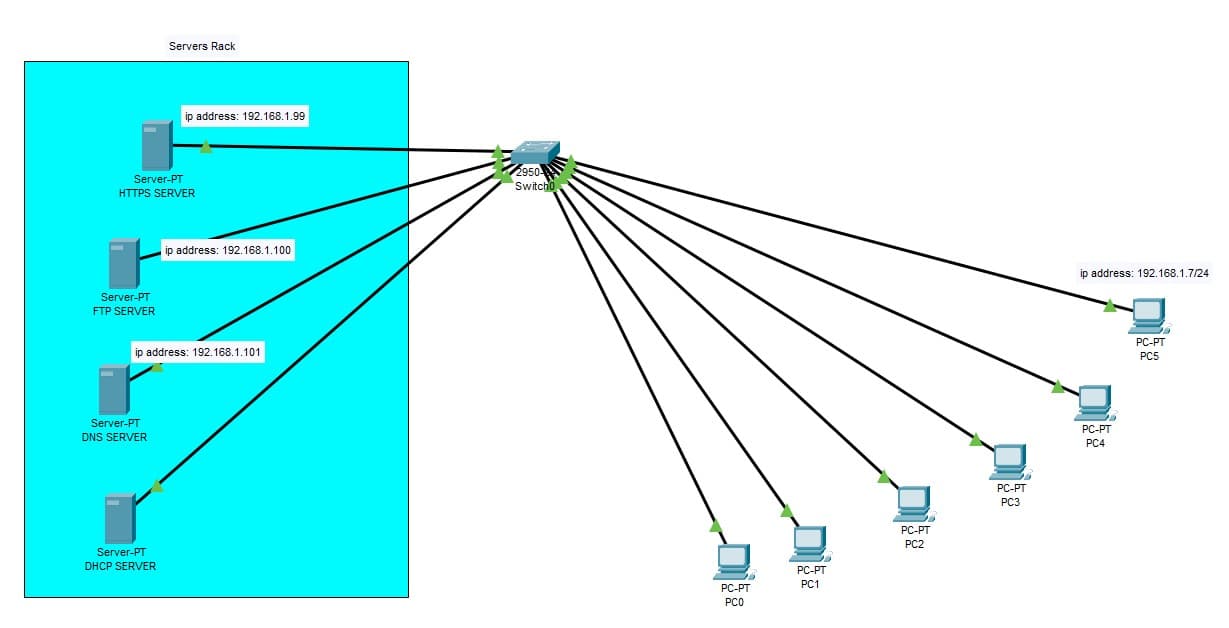 Servers Rack
ip address: 192.168.1.99
Server-PT
HTTPS SERVER
ip address: 192.168.1.100
Server-PT
FTP SERVER
ip address: 192.168.1.101
Server-PT
DNS SERVER
Server-PT
DHCP SERVER
2950-
Switch0
ip address: 192.168.1.7/24
PC-PT
PC5
PC-PT
PC4
PC-PT
PC3
PC-PT
PC2
PC-PT
PC1
PC-PT
PC0